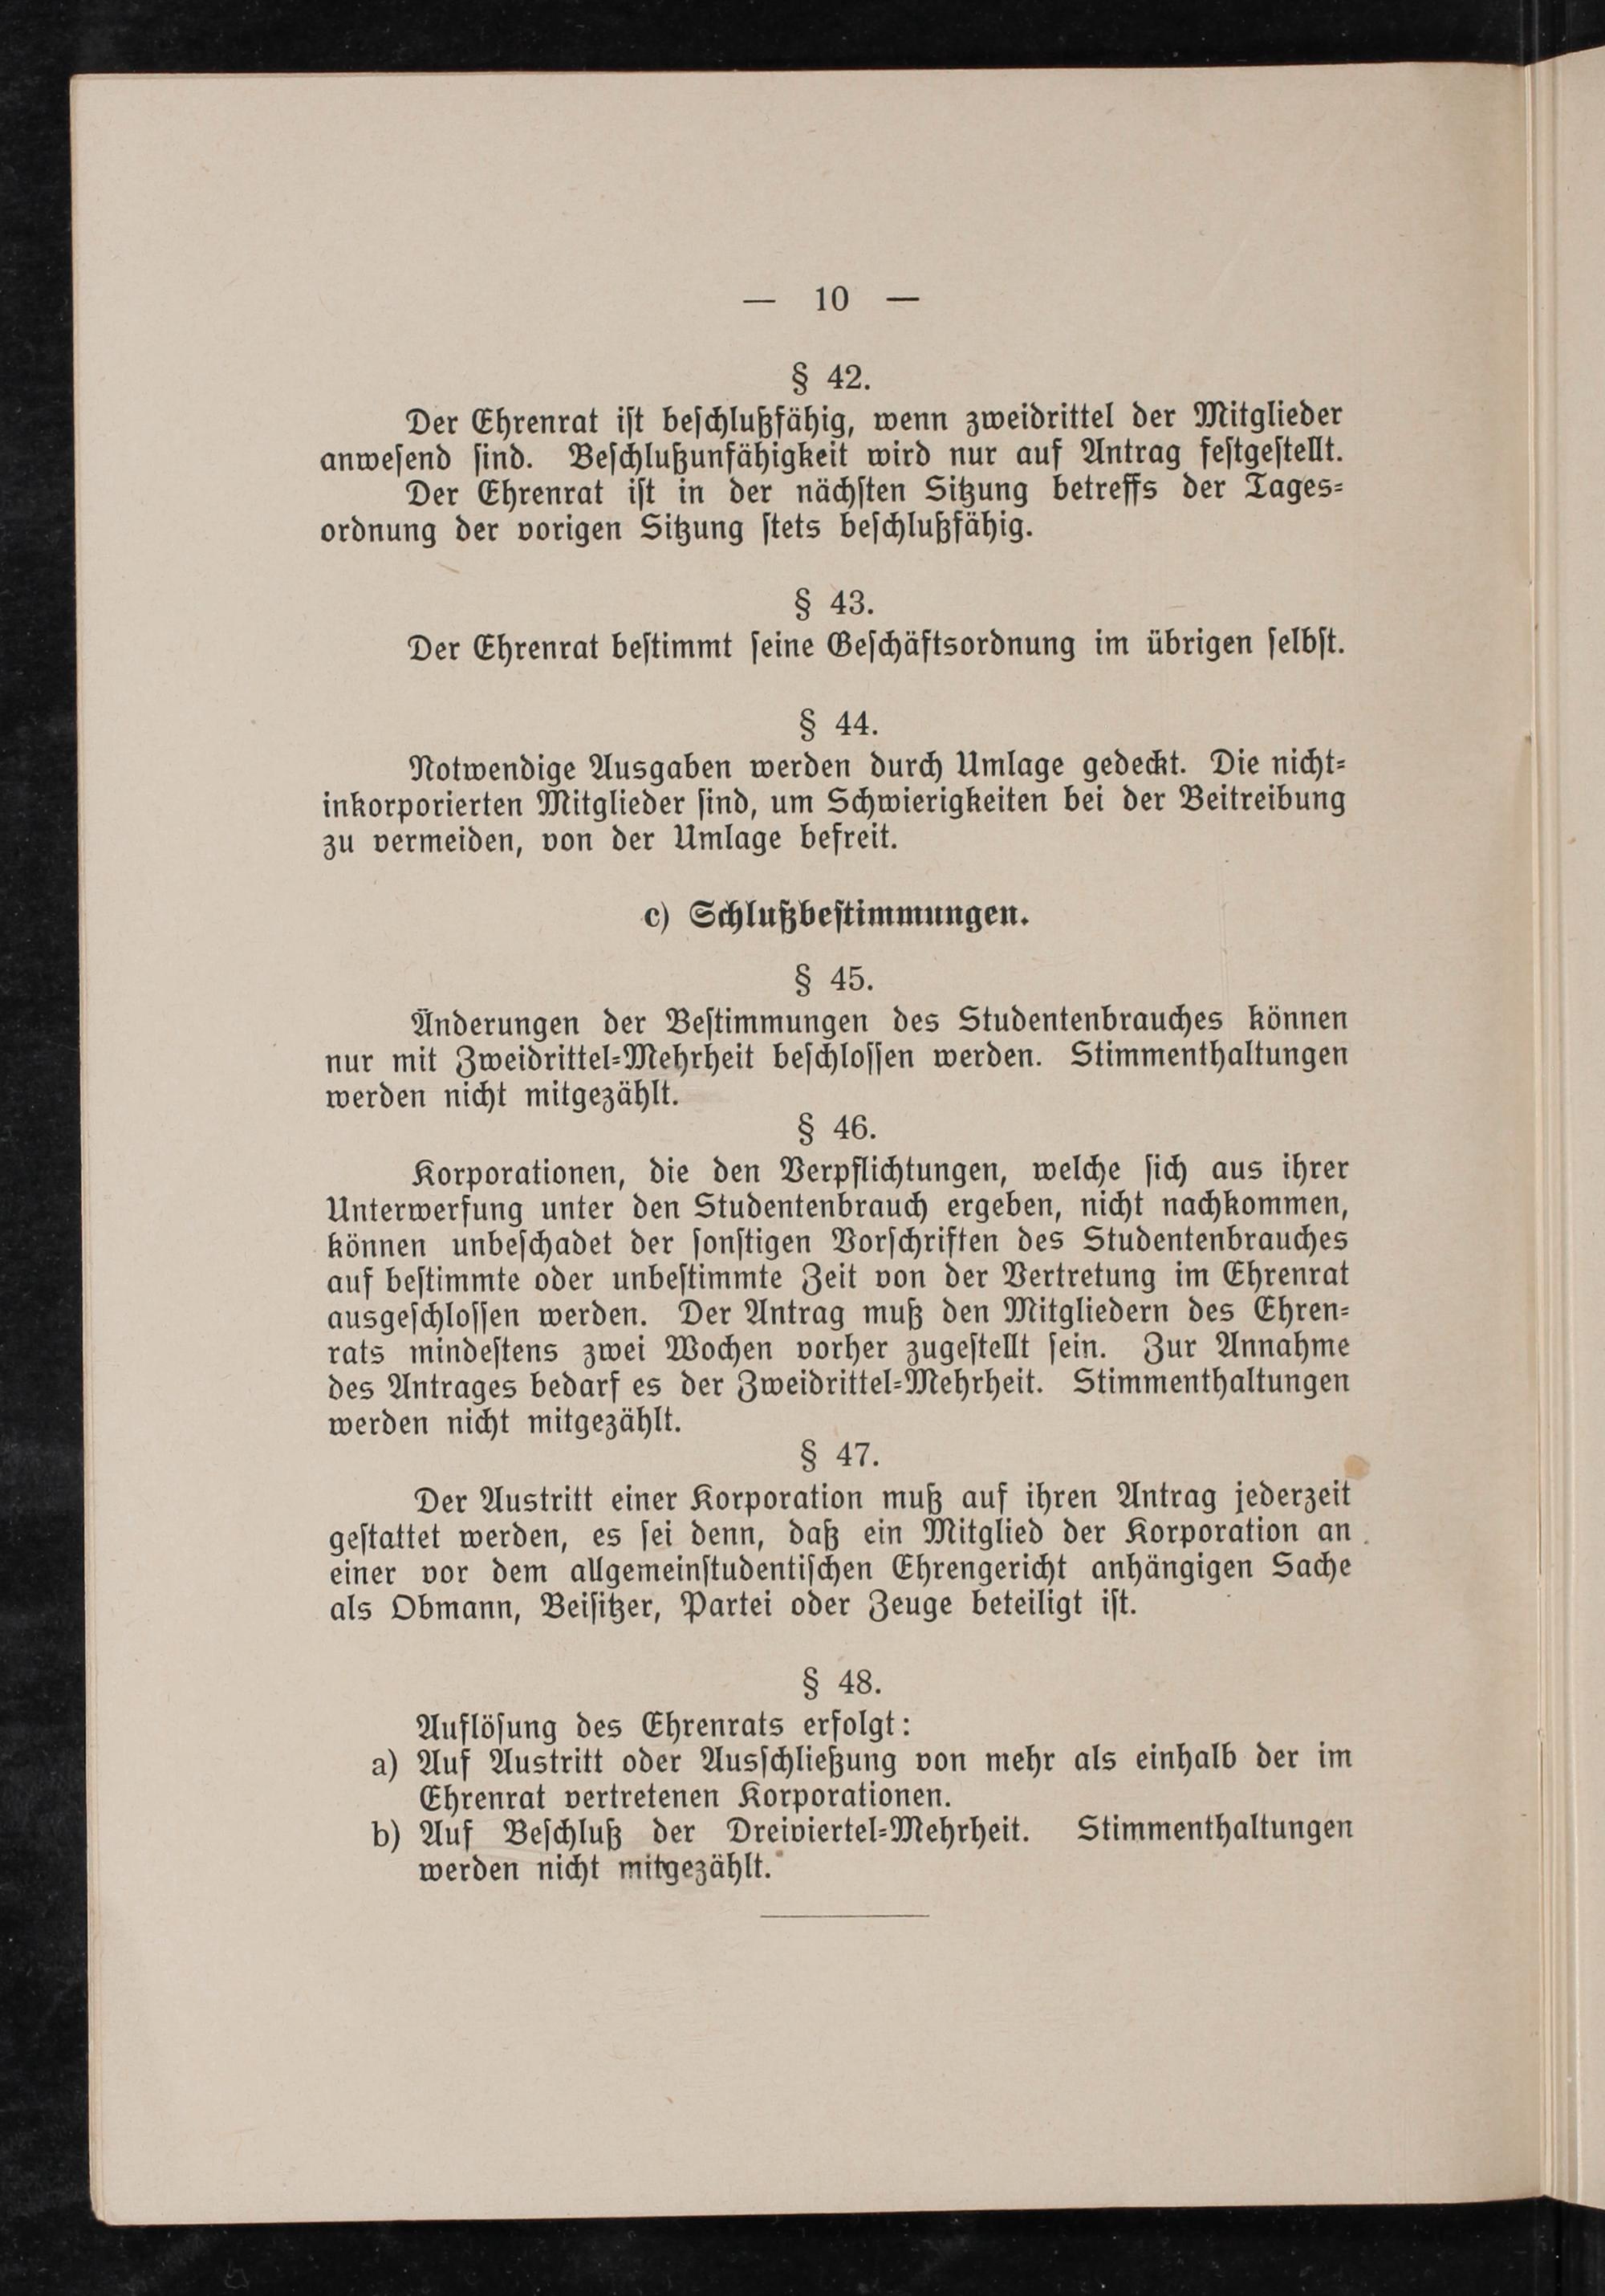 — 10 —
§ 42.
Der Ehrenrat iſt beſchlußfähig, wenn zweidrittel der Mitglieder
anweſend ſind. Beſchlußunfähigkeit wird nur auf Antrag feſtgeſtellt.
Der Ehrenrat iſt in der nächſten Sitzung betreffs der Tages-
ordnung der vorigen Sitzung ſtets beſchlußfähig.
§ 43.
Der Ehrenrat beſtimmt ſeine Geſchäftsordnung im übrigen ſelbſt.
§ 44.
Notwendige Ausgaben werden durch Umlage gedeckt. Die nicht-
inkorporierten Mitglieder ſind, um Schwierigkeiten bei der Beitreibung
zu vermeiden, von der Umlage befreit.
c) Schlußbeſtimmungen.
§ 45.
Änderungen der Beſtimmungen des Studentenbrauches können
nur mit Zweidrittel-Mehrheit beſchloſſen werden. Stimmenthaltungen
werden nicht mitgezählt.
§ 46.
Korporationen, die den Verpflichtungen, welche ſich aus ihrer
Unterwerfung unter den Studentenbrauch ergeben, nicht nachkommen,
können unbeſchadet der ſonſtigen Vorſchriften des Studentenbrauches
auf beſtimmte oder unbeſtimmte Zeit von der Vertretung im Ehrenrat
ausgeſchloſſen werden. Der Antrag muß den Mitgliedern des Ehren-
rats mindeſtens zwei Wochen vorher zugeſtellt ſein. Zur Annahme
des Antrages bedarf es der Zweidrittel-Mehrheit. Stimmenthaltungen
werden nicht mitgezählt.
§ 47.
Der Austritt einer Korporation muß auf ihren Antrag jederzeit
geſtattet werden, es ſei denn, daß ein Mitglied der Korporation an
einer vor dem allgemeinſtudentiſchen Ehrengericht anhängigen Sache
als Obmann, Beiſitzer, Partei oder Zeuge beteiligt iſt.
§ 48.
Auflöſung des Ehrenrats erfolgt:
a) Auf Austritt oder Ausſchließung von mehr als einhalb der im
Ehrenrat vertretenen Korporationen.
b) Auf Beſchluß der Dreiviertel-Mehrheit. Stimmenthaltungen
werden nicht mitgezählt.